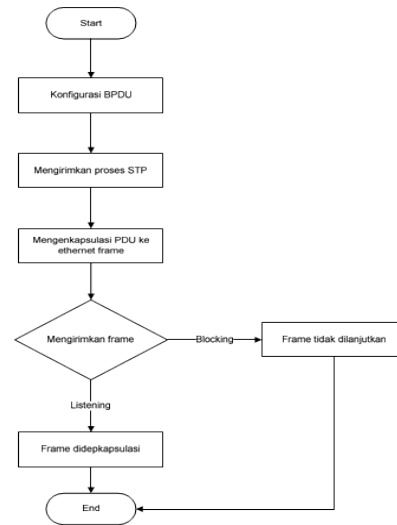 Start
Konfigurasi BPDU
Mengirimkan proses STP
Mengenkapsulasi PDU ke
ethernet frame
Mengirimkan frame
Blocking
Frame tidak dilanjutkan
Listening
Frame didepkapsulasi
End